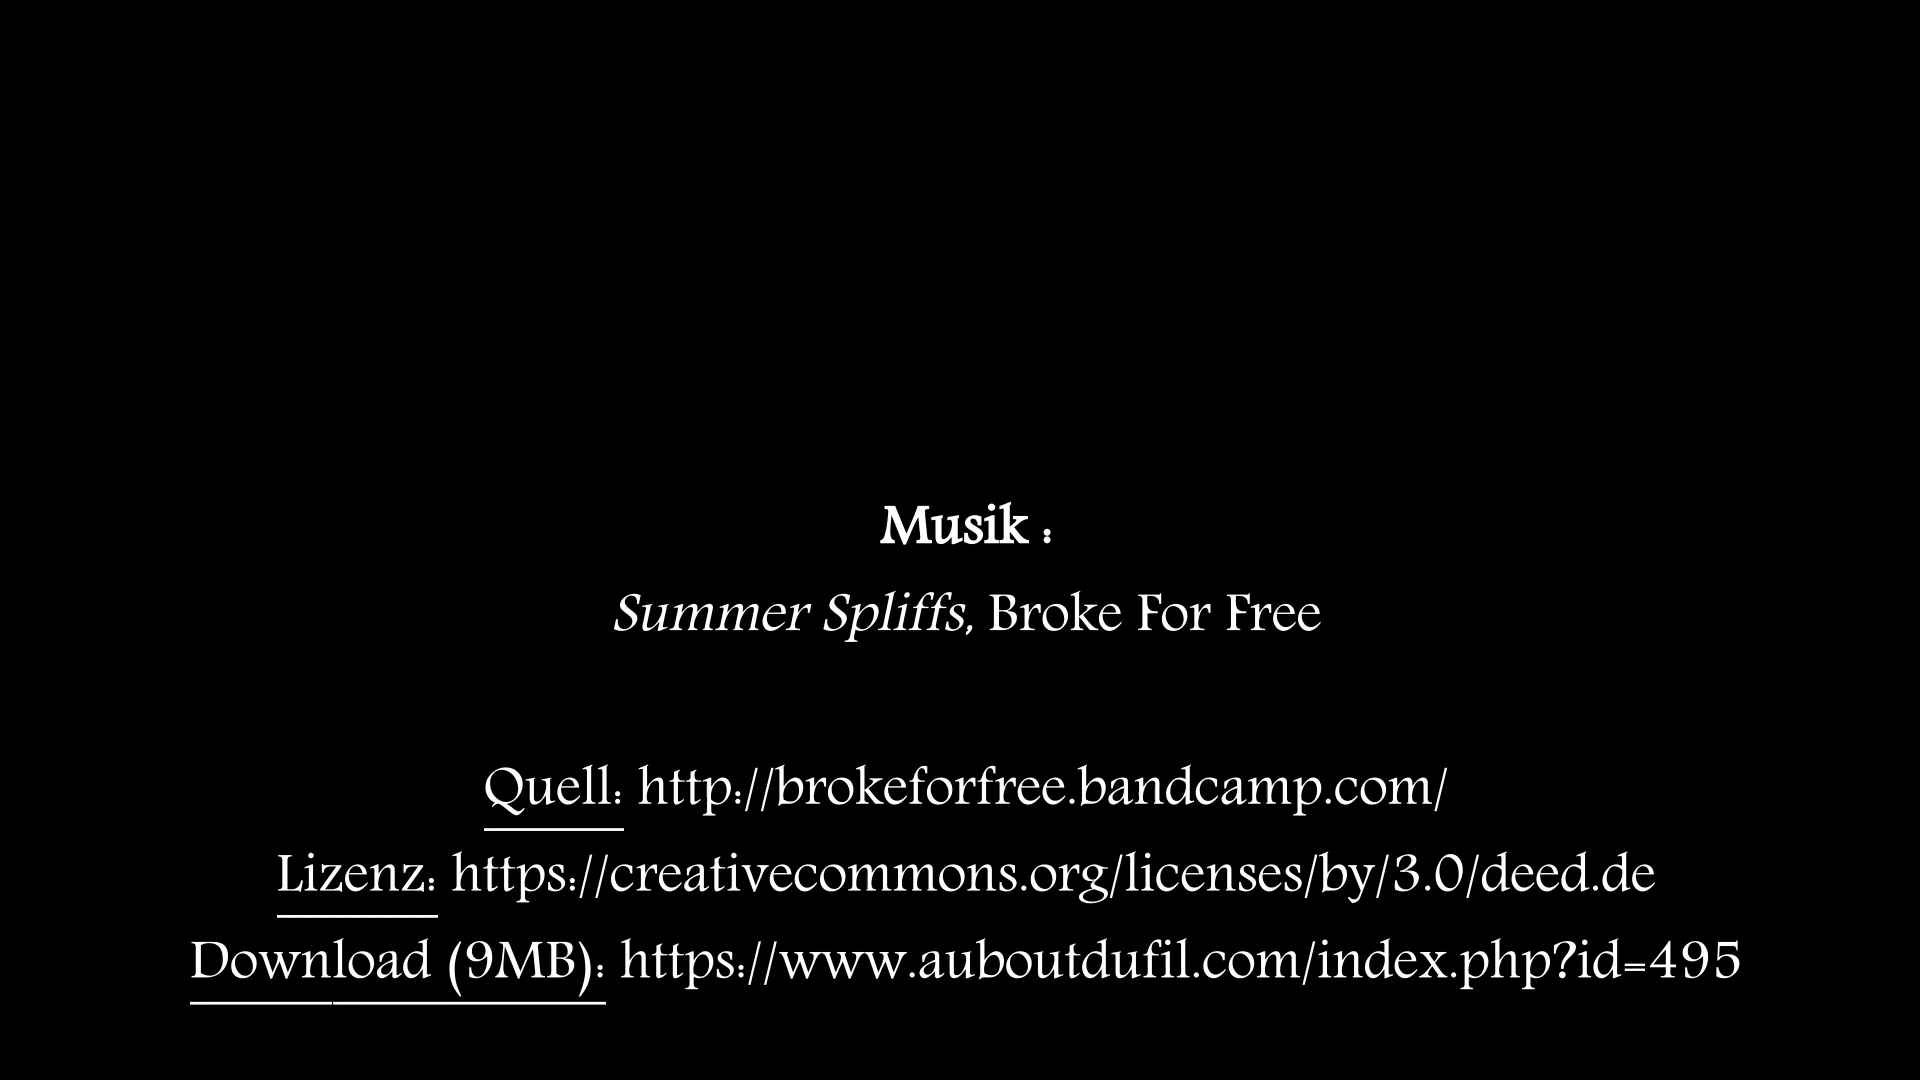 Musik :
Summer Spliffs, Broke For Free
Quell: http://brokeforfree.bandcamp.com/
Lizenz: https://creativecommons.org/licenses/by/3.0/deed.de
Download (9MB): https://www.auboutdufil.com/index.php?id=495